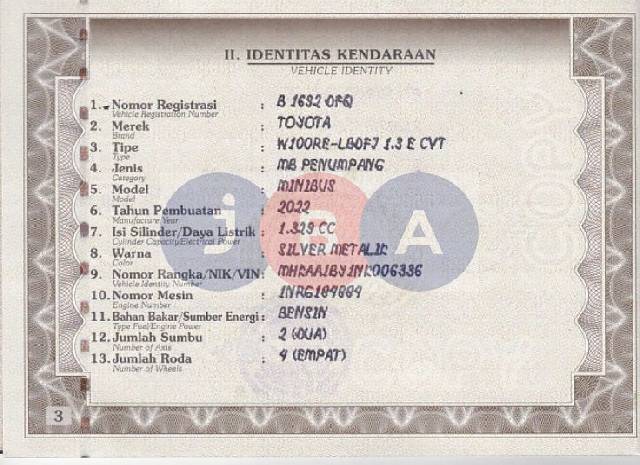 II. IDENTITAS KENDARAAN
VEHICLE IDENTITY
1. Nomor Registrasi : B 1692 OFQ
Vehicle Registration Number
2. Merek : TOYOTA
Brand
3. Tipe : W100RE-LBOFJ 1.3 E CVT
Type
4. Jenis : MB PENUMPANG
Category
5. Model : MINIBUS
Model
6. Tahun Pembuatan : 2022
Manufacture Year
7. Isi Silinder/Daya Listrik : 1.329 CC
Cylinder Capacity/Electrical Power
8. Warna : SILVER METALIK
Color
9. Nomor Rangka/NIK/VIN:
Vehicle Identity Number
10. Nomor Mesin :
Engine Number
11. Bahan Bakar/Sumber Energi : BENSIN
Type Fuel/Engine Power
12. Jumlah Sumbu : 2 (DUA)
Number of Axis
13. Jumlah Roda : 4 (EMPAT)
Number of Wheels
jBA
3